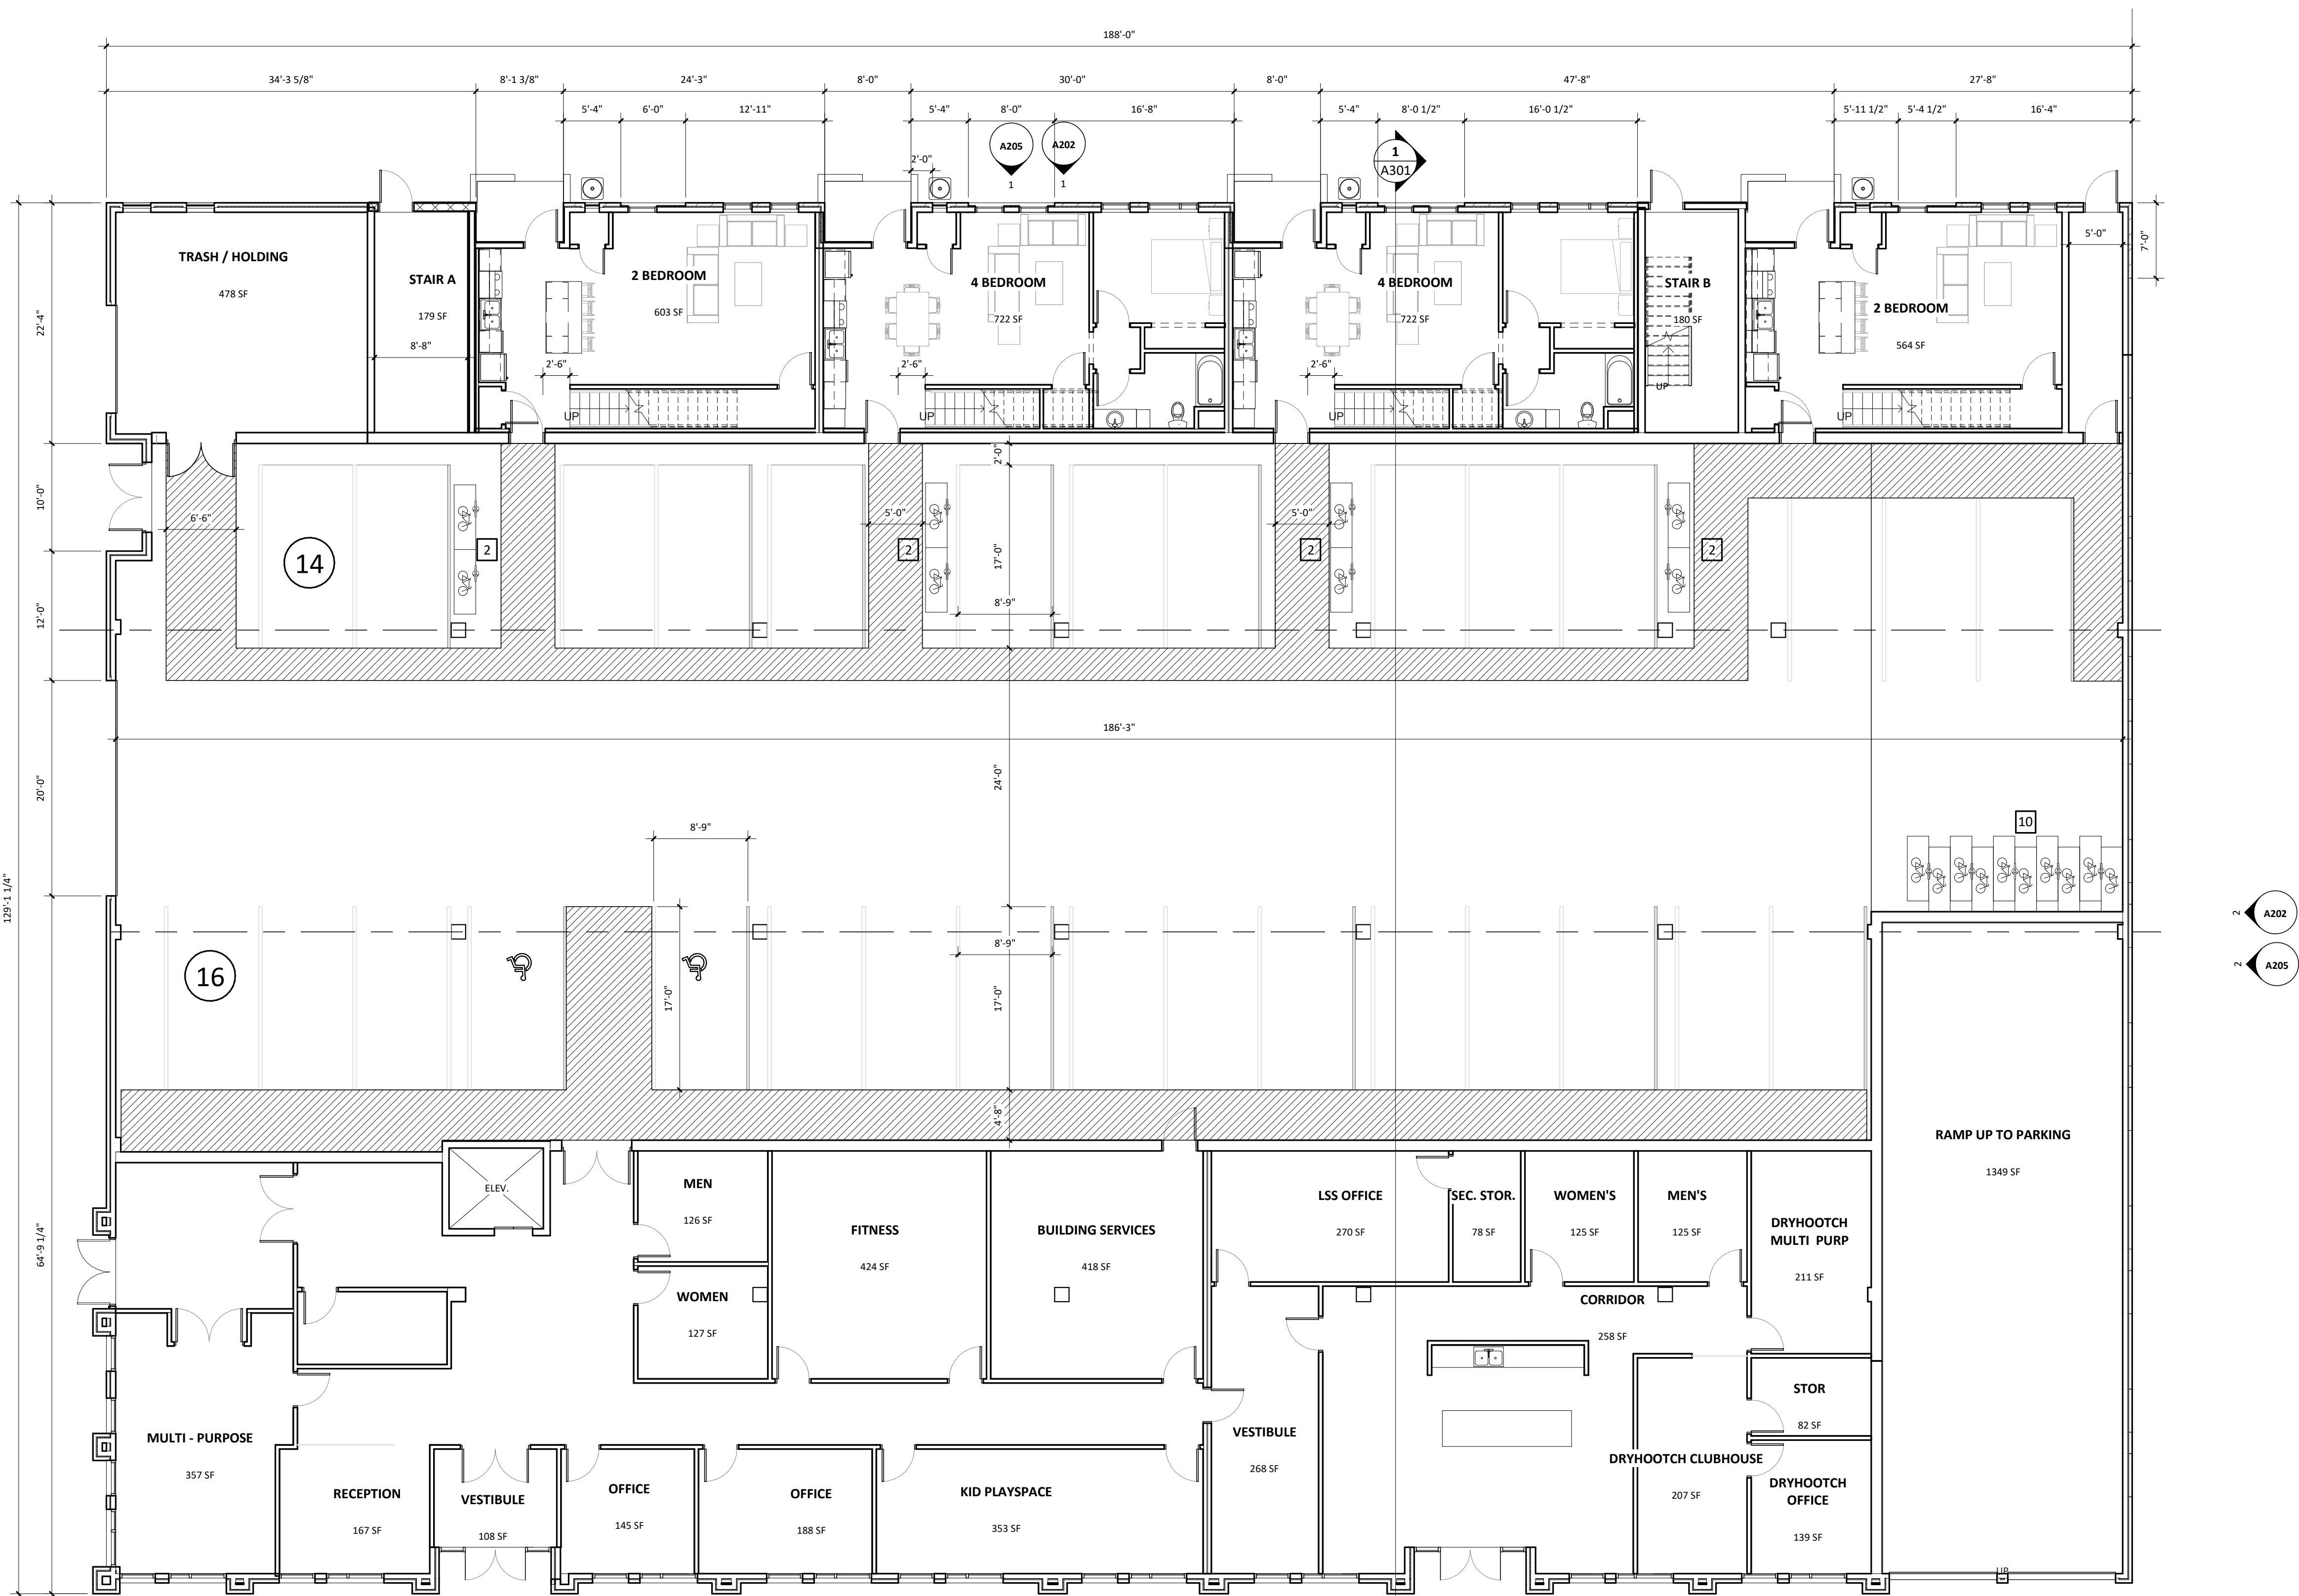 188'-0"
34'-3 5/8"
8'-1 3/8"
24'-3"
8'-0"
30'-0"
8'-0"
47'-8"
27'-8"
5'-4"
6'-0"
12'-11"
5'-4"
8'-0"
16'-8"
5'-4"
8'-0 1/2"
16'-0 1/2"
5'-11 1/2"
5'-4 1/2"
16'-4"
2'-0"
A205
1
A202
1
1
A301
TRASH / HOLDING
478 SF
STAIR A
179 SF
8'-8"
2 BEDROOM
603 SF
2'-6"
UP
4 BEDROOM
722 SF
2'-6"
UP
4 BEDROOM
722 SF
2'-6"
UP
STAIR B
180 SF
UP
2 BEDROOM
564 SF
UP
5'-0"
7'-0"
22'-4"
10'-0"
12'-0"
20'-0"
64'-9 1/4"
129'-1 1/4"
6'-6"
14
2
5'-0"
2
2'-0"
17'-0"
8'-9"
5'-0"
2
2
186'-3"
24'-0"
8'-9"
10
A202
2
A205
2
16
17'-0"
8'-9"
17'-0"
4'-8"
RAMP UP TO PARKING
1349 SF
UP
ELEV.
MEN
126 SF
WOMEN
127 SF
FITNESS
424 SF
BUILDING SERVICES
418 SF
LSS OFFICE
270 SF
SEC. STOR.
78 SF
WOMEN'S
125 SF
MEN'S
125 SF
DRYHOOTCH
MULTI PURP
211 SF
CORRIDOR
258 SF
STOR
82 SF
MULTI - PURPOSE
357 SF
RECEPTION
167 SF
VESTIBULE
108 SF
OFFICE
145 SF
OFFICE
188 SF
KID PLAYSPACE
353 SF
VESTIBULE
268 SF
DRYHOOTCH CLUBHOUSE
207 SF
DRYHOOTCH
OFFICE
139 SF